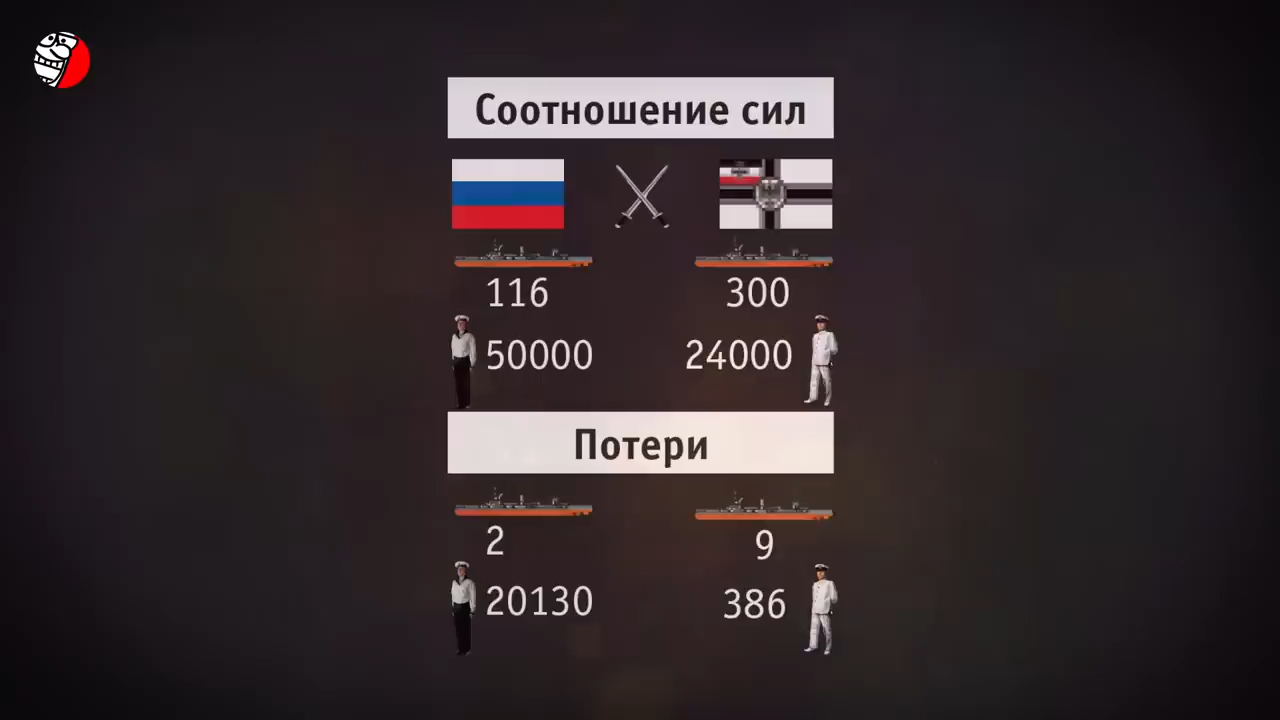 Соотношение сил
116 300
50000 24000
Потери
2 9
20130 386